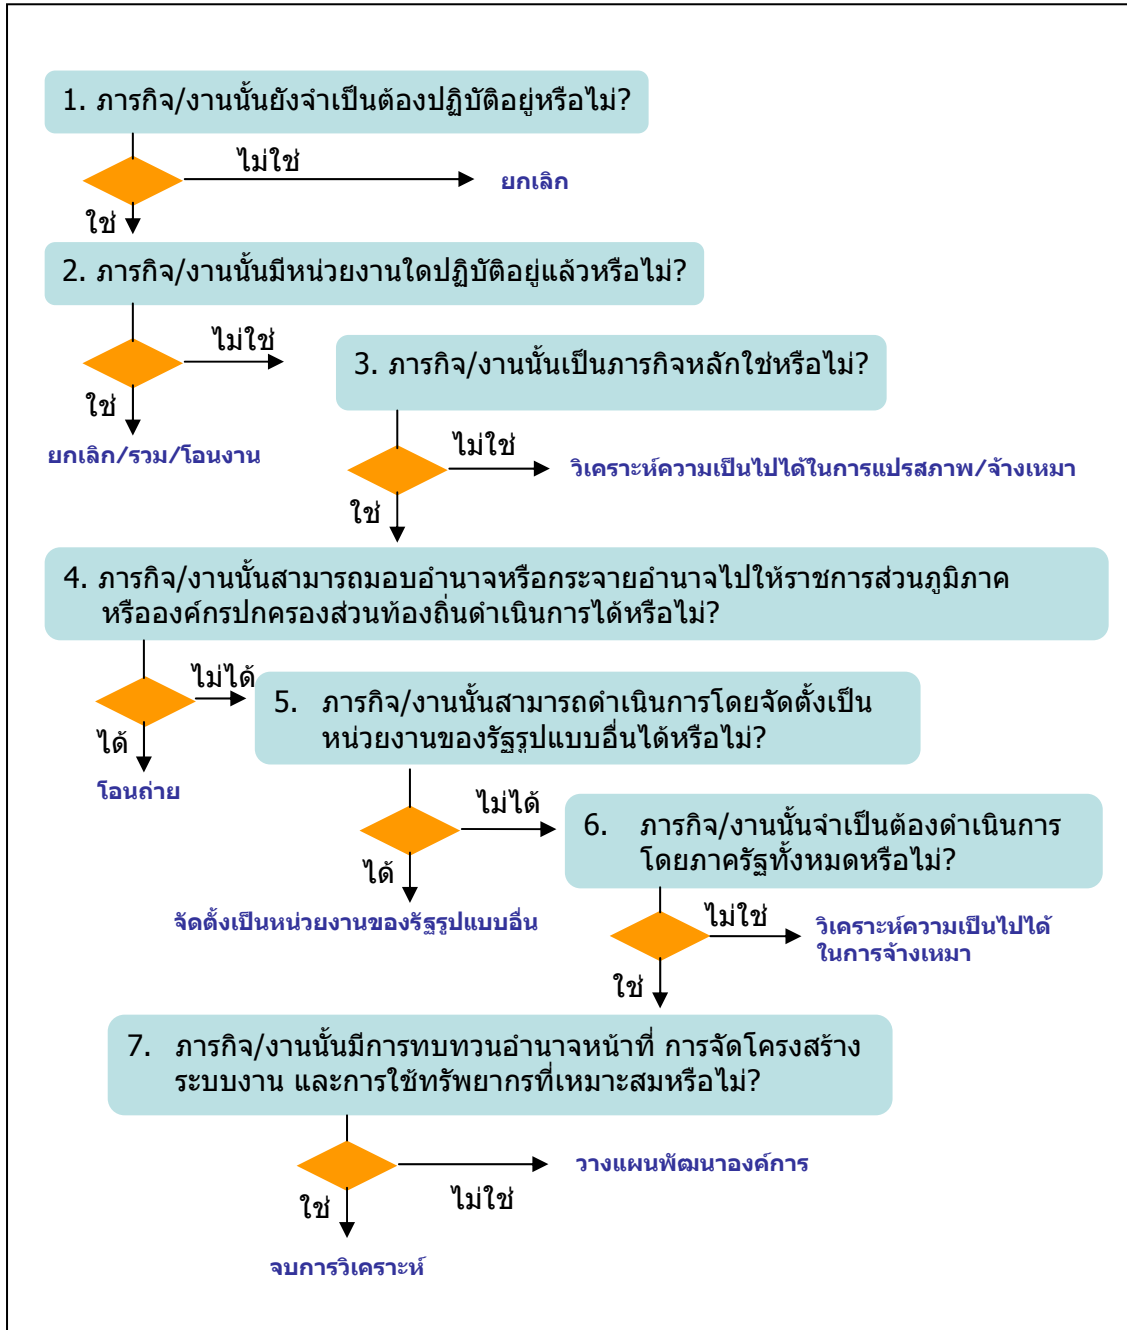 1. ภารกิจ/งานนั้นยังจำเป็นต้องปฏิบัติอยู่หรือไม่?
ไม่ใช่
ยกเลิก
ใช่
2. ภารกิจ/งานนั้นมีหน่วยงานใดปฏิบัติอยู่แล้วหรือไม่?
ไม่ใช่
ใช่
ยกเลิก/รวม/โอนงาน
3. ภารกิจ/งานนั้นเป็นภารกิจหลักใช่หรือไม่?
ไม่ใช่
วิเคราะห์ความเป็นไปได้ในการแปรสภาพ/จ้างเหมา
ใช่
4. ภารกิจ/งานนั้นสามารถมอบอำนาจหรือกระจายอำนาจไปให้ราชการส่วนภูมิภาค
หรือองค์กรปกครองส่วนท้องถิ่นดำเนินการได้หรือไม่?
ไม่ได้
ได้
โอนถ่าย
5. ภารกิจ/งานนั้นสามารถดำเนินการโดยจัดตั้งเป็น
หน่วยงานของรัฐรูปแบบอื่นได้หรือไม่?
ไม่ได้
ได้
จัดตั้งเป็นหน่วยงานของรัฐรูปแบบอื่น
6. ภารกิจ/งานนั้นจำเป็นต้องดำเนินการ
โดยภาครัฐทั้งหมดหรือไม่?
ไม่ใช่
วิเคราะห์ความเป็นไปได้
ในการจ้างเหมา
ใช่
7. ภารกิจ/งานนั้นมีการทบทวนอำนาจหน้าที่ การจัดโครงสร้าง
ระบบงาน และการใช้ทรัพยากรที่เหมาะสมหรือไม่?
วางแผนพัฒนาองค์การ
ไม่ใช่
ใช่
จบการวิเคราะห์